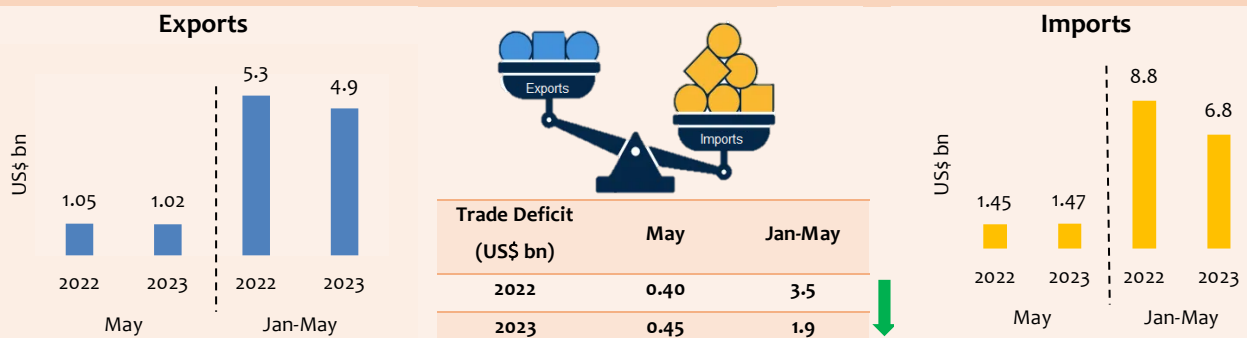 Exports
US$ bn
1.05
1.02
5.3
4.9
2022
2023
2022
2023
May
Jan-May
Exports
Imports
Trade Deficit
(US$ bn)
May
Jan-May
2022
0.40
3.5
2023
0.45
1.9
Imports
US$ bn
1.45
1.47
8.8
6.8
2022
2023
2022
2023
May
Jan-May